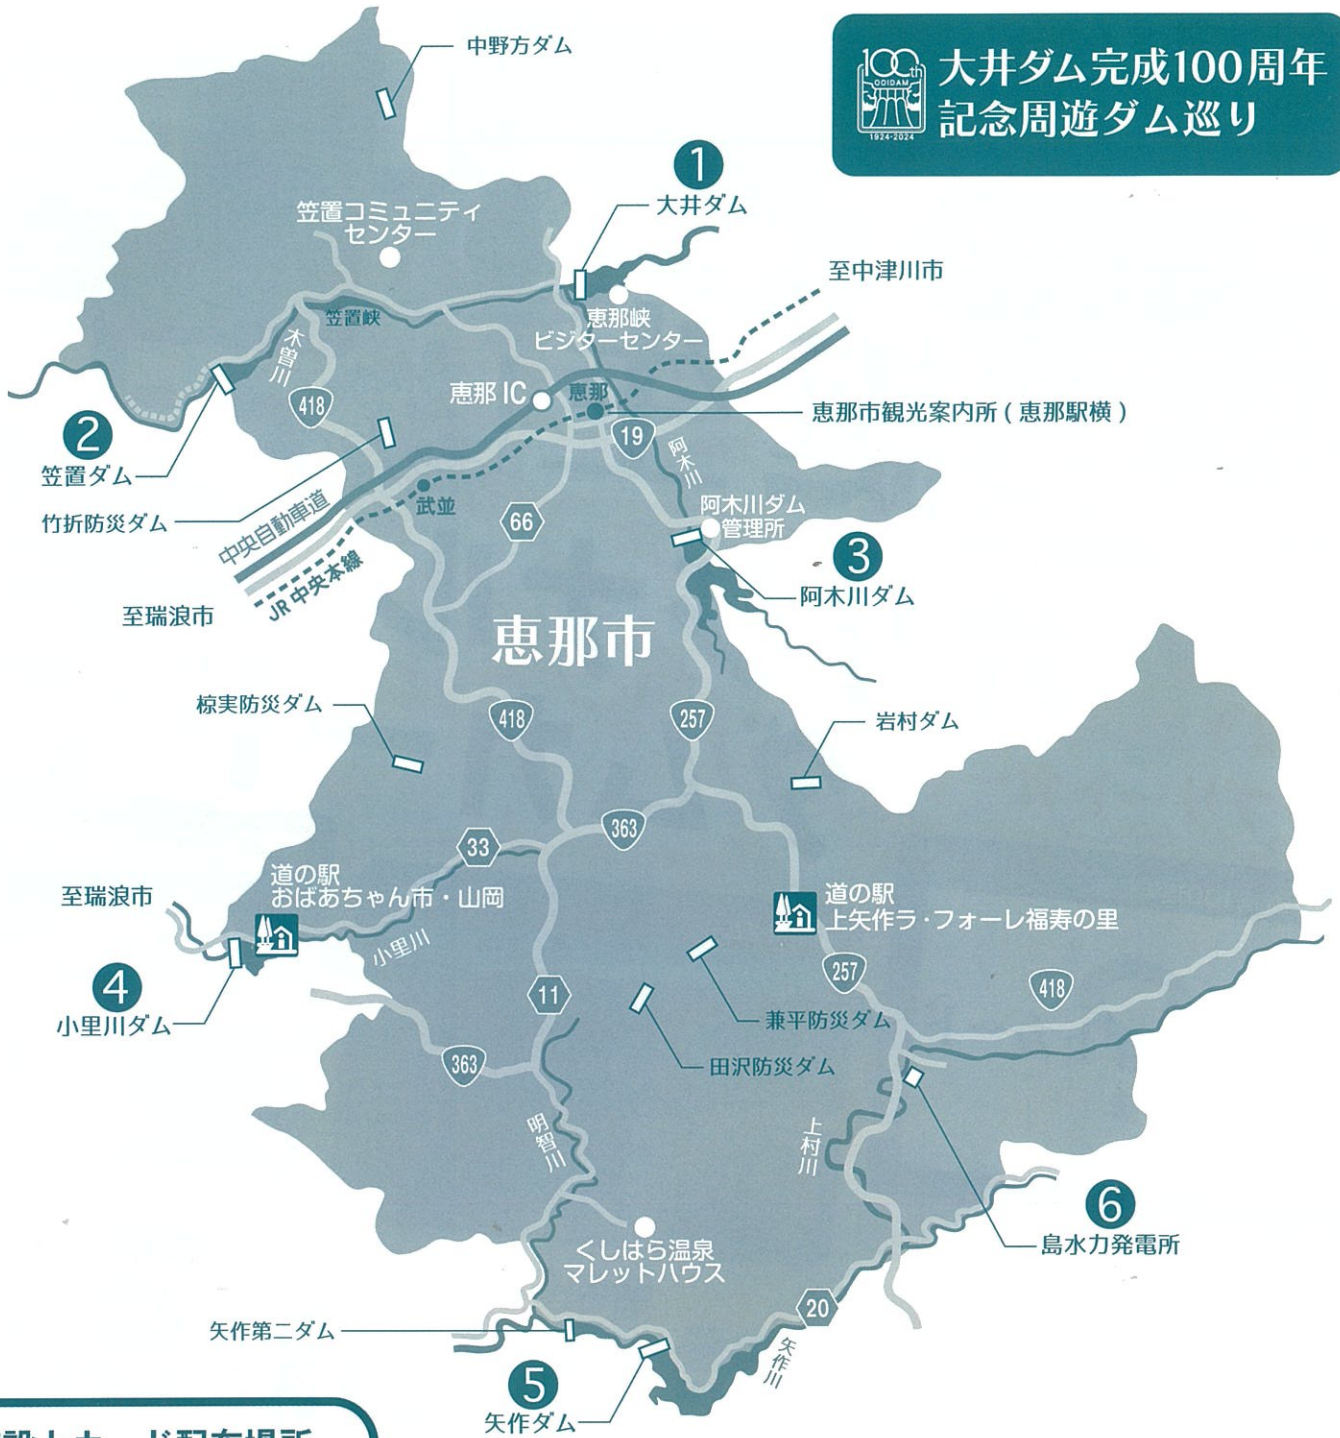 中野方ダム
100th
OOIDAM
1924-2024
大井ダム完成100周年
記念周遊ダム巡り
1
大井ダム
笠置コミュニティ
センター
至中津川市
笠置峡
恵那峡
ビジターセンター
木曽川
418
恵那IC
恵那
恵那市観光案内所(恵那駅横)
19
阿木川
2
笠置ダム
竹折防災ダム
武並
中央自動車道
JR中央本線
66
阿木川ダム
管理所
3
阿木川ダム
至瑞浪市
恵那市
椋実防災ダム
418
257
岩村ダム
363
33
道の駅
おばあちゃん市・山岡
至瑞浪市
小里川
4
小里川ダム
道の駅
上矢作ラ・フォーレ福寿の里
257
418
11
兼平防災ダム
363
田沢防災ダム
明智川
上村川
6
島水力発電所
くしはら温泉
マレットハウス
20
矢作第二ダム
矢作川
5
矢作ダム
カード配布場所